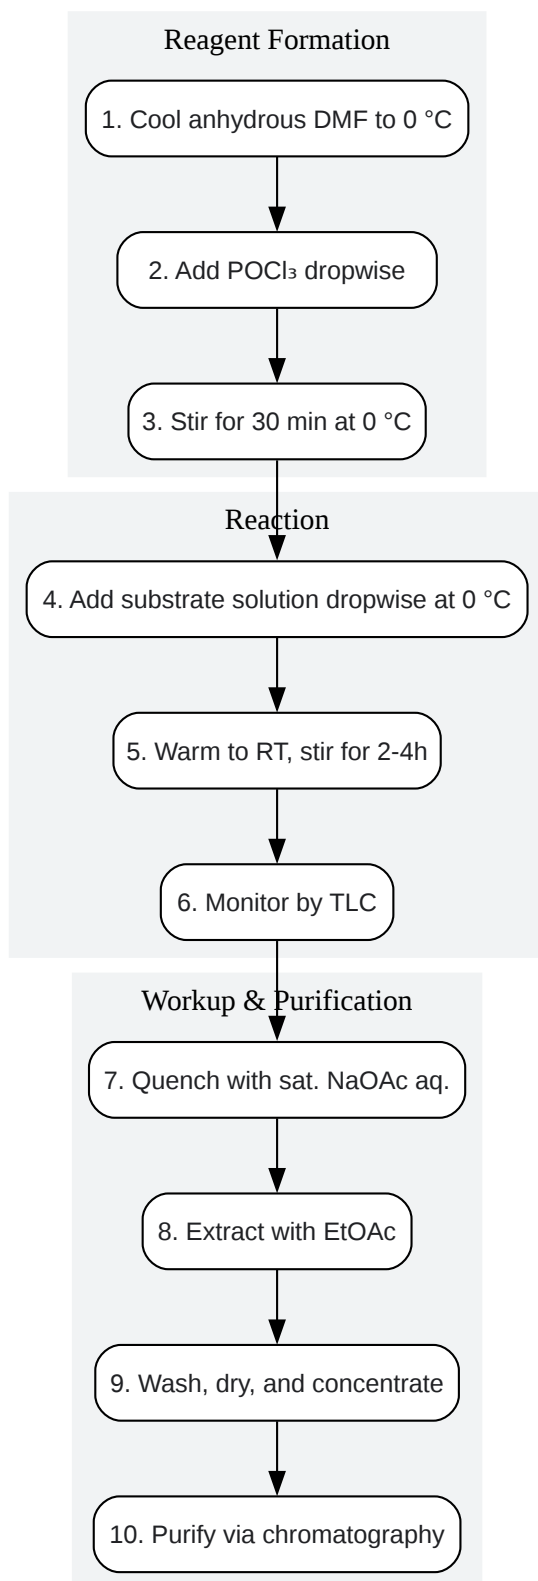 Reagent Formation
1. Cool anhydrous DMF to 0 °C
2. Add POCl₃ dropwise
3. Stir for 30 min at 0 °C
Reaction
4. Add substrate solution dropwise at 0 °C
5. Warm to RT, stir for 2-4h
6. Monitor by TLC
Workup & Purification
7. Quench with sat. NaOAc aq.
8. Extract with EtOAc
9. Wash, dry, and concentrate
10. Purify via chromatography